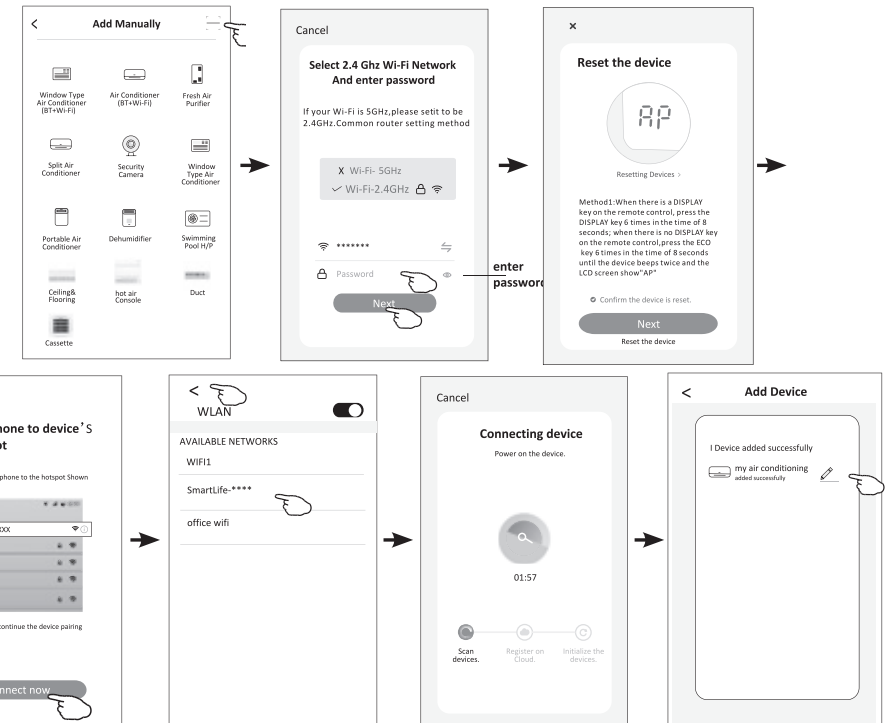 <
Add Manually
Window Type
Air Conditioner
(BT+Wi-Fi)
Air Conditioner
(BT+Wi-Fi)
Fresh Air
Purifier
Split Air
Conditioner
Security
Camera
Window
Type Air
Conditioner
Portable Air
Conditioner
Dehumidifier
Swimming
Pool H/P
Ceiling&
Flooring
hot air
Console
Duct
Cassette
Cancel
Select 2.4 Ghz Wi-Fi Network
And enter password
If your Wi-Fi is 5GHz,please setit to be
2.4GHz.Common router setting method
X Wi-Fi- 5GHz
✓ Wi-Fi-2.4GHz
*******
Password
Next
enter
password
×
Reset the device
AP
Resetting Devices >
Method1:When there is a DISPLAY
key on the remote control, press the
DISPLAY key 6 times in the time of 8
seconds; when there is no DISPLAY key
on the remote control,press the ECO
key 6 times in the time of 8 seconds
until the device beeps twice and the
LCD screen show"AP"
Confirm the device is reset.
Next
Reset the device
hone to device's
ot
phone to the hotspot Shown
XXX
continue the device pairing
nnect now
<
WLAN
AVAILABLE NETWORKS
WIFI1
SmartLife-****
office wifi
Cancel
Connecting device
Power on the device.
01:57
Scan
devices.
Register on
Cloud.
Initialize the
devices.
<
Add Device
I Device added successfully
my air conditioning
added successfully